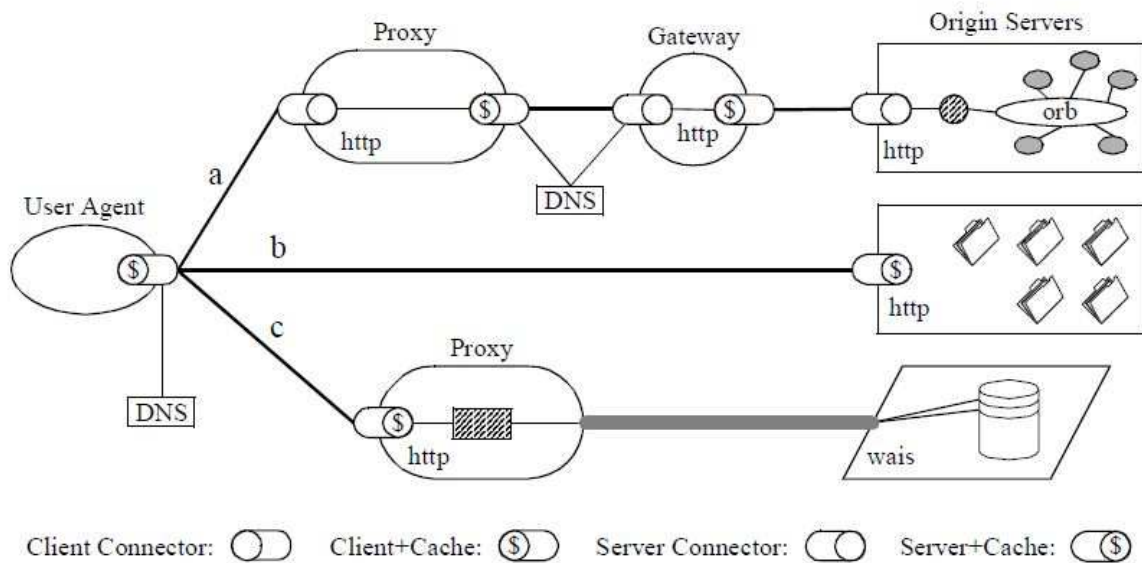 Proxy
Gateway
Origin Servers
$
$
orb
http
http
http
a
DNS
User Agent
b
$
$
http
c
Proxy
DNS
$
http
wais
Client Connector:
Client+Cache: $
Server Connector:
Server+Cache: $